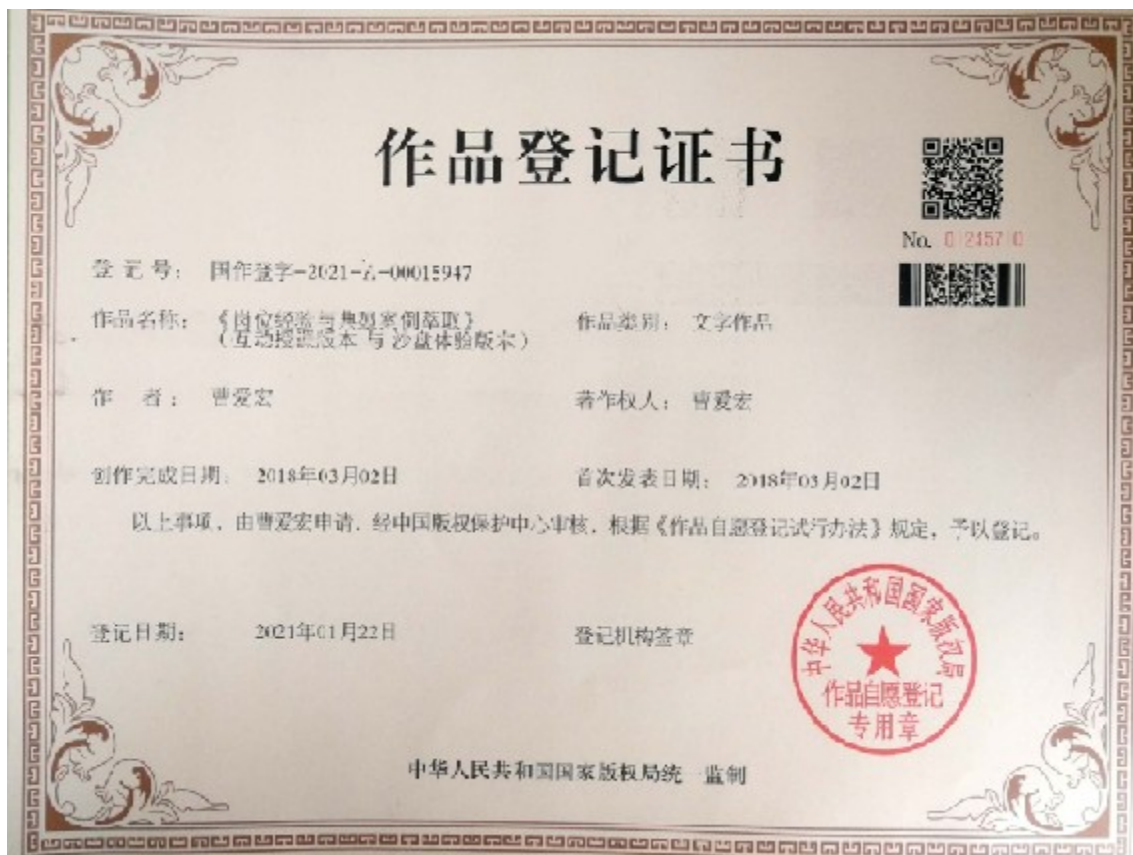 作品登记证书
No. 01245710
登记号： 国作登字-2021-A-00015947
作品名称： 《岗位经验与典型案例萃取》
（互动授课版本 与 沙盘体验版本）
作品类别： 文字作品
作 者： 曹爱宏
著作权人： 曹爱宏
创作完成日期： 2018年03月02日
首次发表日期： 2018年03月02日
以上事项，由曹爱宏申请，经中国版权保护中心审核，根据《作品自愿登记试行办法》规定，予以登记。
登记日期： 2021年01月22日
登记机构签章
中华人民共和国国家版权局
作品自愿登记
专用章
中华人民共和国国家版权局统一监制